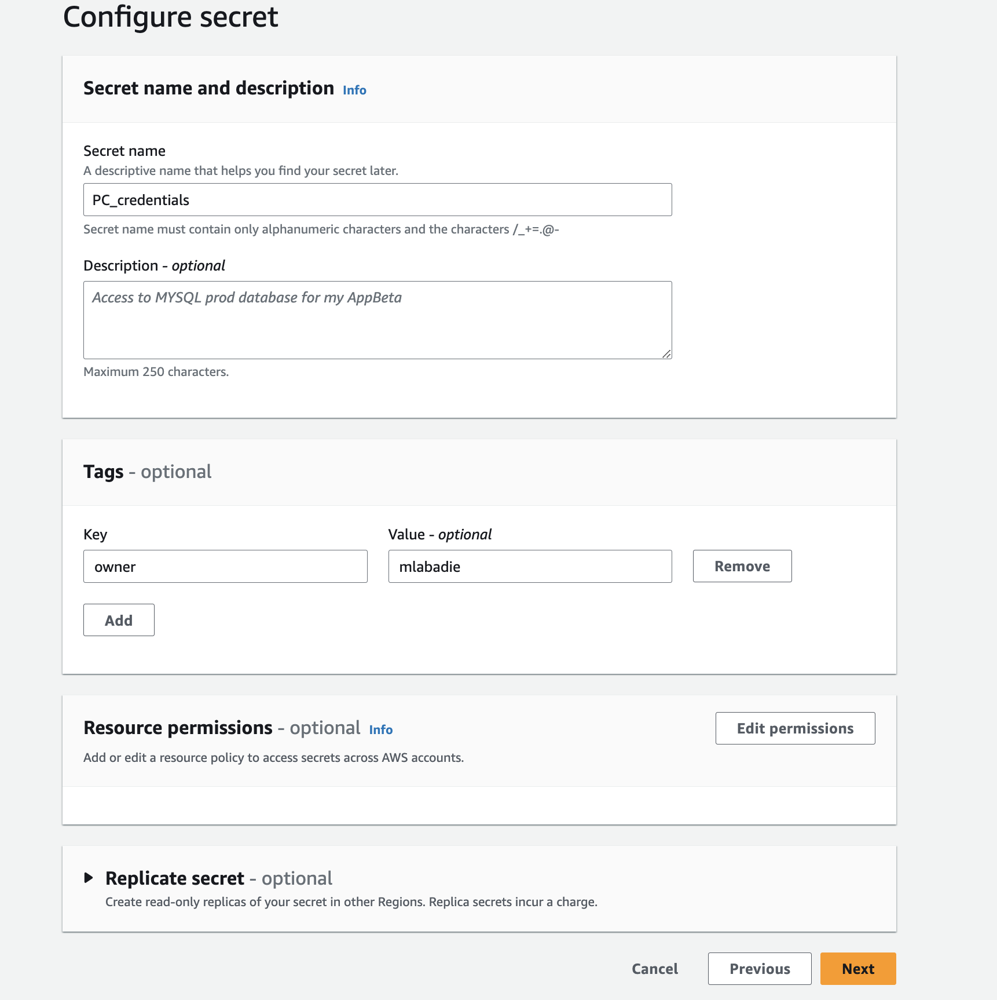 Configure secret
Secret name and description Info
Secret name
A descriptive name that helps you find your secret later.
PC_credentials
Secret name must contain only alphanumeric characters and the characters /_+=.@-
Description - optional
Access to MYSQL prod database for my AppBeta
Maximum 250 characters.
Tags - optional
Key Value - optional
owner mlabadie Remove
Add
Resource permissions - optional Info Edit permissions
Add or edit a resource policy to access secrets across AWS accounts.
Replicate secret - optional
Create read-only replicas of your secret in other Regions. Replica secrets incur a charge.
Cancel Previous Next